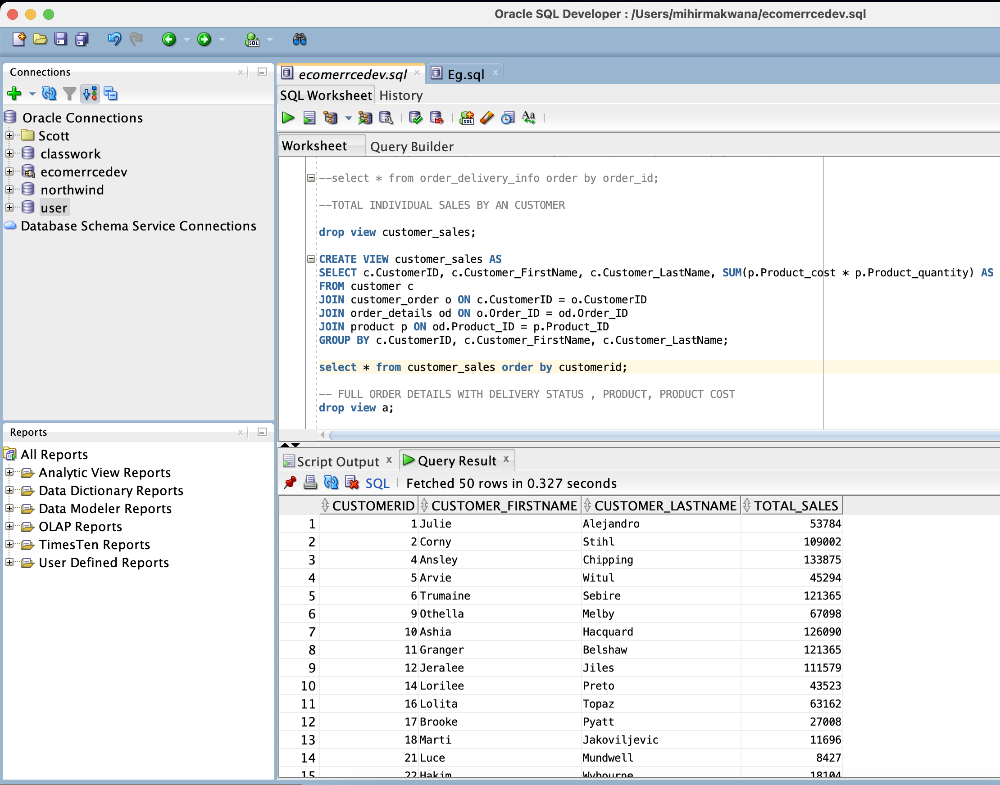 Oracle SQL Developer : /Users/mihirmakwana/ecomerrcedev.sql
SQL
Connections
Oracle Connections
Scott
classwork
ecomerrcedev
northwind
user
Database Schema Service Connections
Reports
All Reports
Analytic View Reports
Data Dictionary Reports
Data Modeler Reports
OLAP Reports
TimesTen Reports
User Defined Reports
ecomerrcedev.sql Eg.sql
SQL Worksheet History
SQL Aa
Worksheet Query Builder
--select * from order_delivery_info order by order_id;
--TOTAL INDIVIDUAL SALES BY AN CUSTOMER
drop view customer_sales;
CREATE VIEW customer_sales AS
SELECT c.CustomerID, c.Customer_FirstName, c.Customer_LastName, SUM(p.Product_cost * p.Product_quantity) AS
FROM customer c
JOIN customer_order o ON c.CustomerID = o.CustomerID
JOIN order_details od ON o.Order_ID = od.Order_ID
JOIN product p ON od.Product_ID = p.Product_ID
GROUP BY c.CustomerID, c.Customer_FirstName, c.Customer_LastName;
select * from customer_sales order by customerid;
-- FULL ORDER DETAILS WITH DELIVERY STATUS , PRODUCT, PRODUCT COST
drop view a;
Script Output Query Result
SQL Fetched 50 rows in 0.327 seconds
CUSTOMERID CUSTOMER_FIRSTNAME CUSTOMER_LASTNAME TOTAL_SALES
1 1 Julie Alejandro 53784
2 2 Corny Stihl 109002
3 4 Ansley Chipping 133875
4 5 Arvie Witul 45294
5 6 Trumaine Sebire 121365
6 9 Othella Melby 67098
7 10 Ashia Hacquard 126090
8 11 Granger Belshaw 121365
9 12 Jeralee Jiles 111579
10 14 Lorilee Preto 43523
11 16 Lolita Topaz 63162
12 17 Brooke Pyatt 27008
13 18 Marti Jakoviljevic 11696
14 21 Luce Mundwell 8427
15 22 Hakim Wybourne 18104